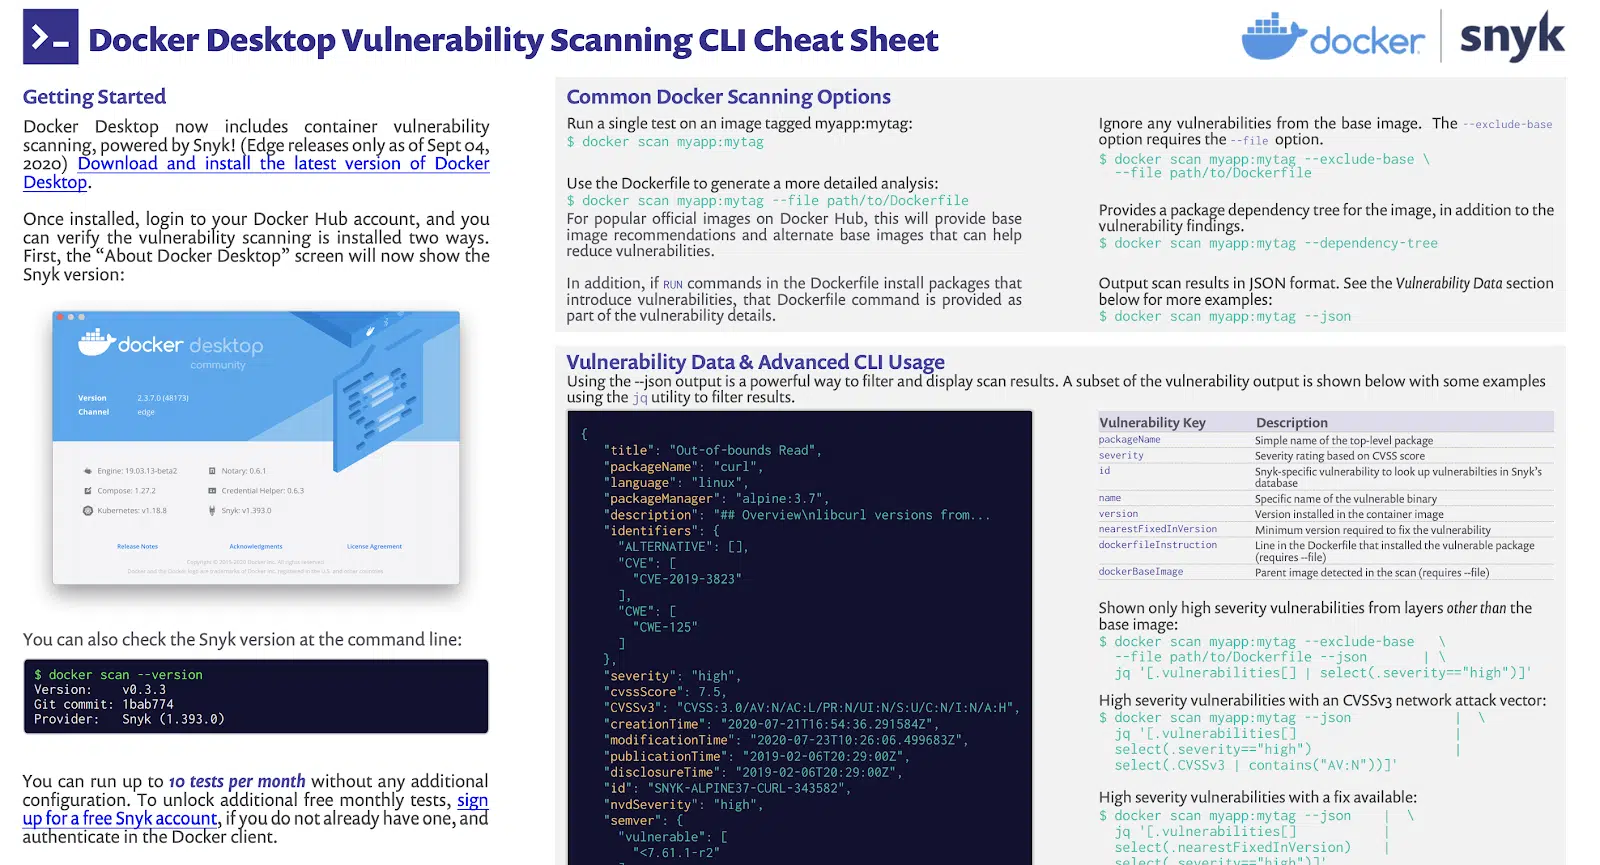 >_ Docker Desktop Vulnerability Scanning CLI Cheat Sheet
docker
snyk
Getting Started
Docker Desktop now includes container vulnerability
scanning, powered by Snyk! (Edge releases only as of Sept 04,
2020) Download and install the latest version of Docker
Desktop.
Once installed, login to your Docker Hub account, and you
can verify the vulnerability scanning is installed two ways.
First, the “About Docker Desktop” screen will now show the
Snyk version:
docker desktop
community
Version 2.3.7.0 (48173)
Channel edge
Engine: 19.03.13-beta2
Notary: 0.6.1
Compose: 1.27.2
Credential Helper: 0.6.3
Kubernetes: v1.18.8
Snyk: v1.393.0
Release Notes
Acknowledgments
License Agreement
Copyright © 2015-2020 Docker Inc. All rights reserved.
Docker and the Docker logo are trademarks of Docker Inc. registered in the U.S. and other countries.
You can also check the Snyk version at the command line:
$ docker scan --version
Version: v0.3.3
Git commit: 1bab774
Provider: Snyk (1.393.0)
You can run up to 10 tests per month without any additional
configuration. To unlock additional free monthly tests, sign
up for a free Snyk account, if you do not already have one, and
authenticate in the Docker client.
Common Docker Scanning Options
Run a single test on an image tagged myapp:mytag:
$ docker scan myapp:mytag
Use the Dockerfile to generate a more detailed analysis:
$ docker scan myapp:mytag --file path/to/Dockerfile
For popular official images on Docker Hub, this will provide base
image recommendations and alternate base images that can help
reduce vulnerabilities.
In addition, if RUN commands in the Dockerfile install packages that
introduce vulnerabilities, that Dockerfile command is provided as
part of the vulnerability details.
Ignore any vulnerabilities from the base image. The --exclude-base
option requires the --file option.
$ docker scan myapp:mytag --exclude-base \
--file path/to/Dockerfile
Provides a package dependency tree for the image, in addition to the
vulnerability findings.
$ docker scan myapp:mytag --dependency-tree
Output scan results in JSON format. See the Vulnerability Data section
below for more examples:
$ docker scan myapp:mytag --json
Vulnerability Data & Advanced CLI Usage
Using the --json output is a powerful way to filter and display scan results. A subset of the vulnerability output is shown below with some examples
using the jq utility to filter results.
{
"title": "Out-of-bounds Read",
"packageName": "curl",
"language": "linux",
"packageManager": "alpine:3.7",
"description": "## Overview\nlibcurl versions from...
"identifiers": {
"ALTERNATIVE": [],
"CVE": [
"CVE-2019-3823"
],
"CWE": [
"CWE-125"
]
},
"severity": "high",
"cvssScore": 7.5,
"CVSSv3": "CVSS:3.0/AV:N/AC:L/PR:N/UI:N/S:U/C:N/I:N/A:H",
"creationTime": "2020-07-21T16:54:36.291584Z",
"modificationTime": "2020-07-23T10:26:06.499683Z",
"publicationTime": "2019-02-06T20:29:00Z",
"disclosureTime": "2019-02-06T20:29:00Z",
"id": "SNYK-ALPINE37-CURL-343582",
"nvdSeverity": "high",
"semver": {
"vulnerable": [
"<7.61.1-r2"
Vulnerability Key Description
packageName Simple name of the top-level package
severity Severity rating based on CVSS score
id Snyk-specific vulnerability to look up vulnerabilties in Snyk's
database
name Specific name of the vulnerable binary
version Version installed in the container image
nearestFixedInVersion Minimum version required to fix the vulnerability
dockerfileInstruction Line in the Dockerfile that installed the vulnerable package
(requires --file)
dockerBaseImage Parent image detected in the scan (requires --file)
Shown only high severity vulnerabilities from layers other than the
base image:
$ docker scan myapp:mytag --exclude-base \
--file path/to/Dockerfile --json | \
jq '[.vulnerabilities[] | select(.severity=="high")]'
High severity vulnerabilities with an CVSSv3 network attack vector:
$ docker scan myapp:mytag --json | \
jq '[.vulnerabilities[] |
select(.severity=="high") |
select(.CVSSv3 | contains("AV:N"))]'
High severity vulnerabilities with a fix available:
$ docker scan myapp:mytag --json | \
jq '[.vulnerabilities[] |
select(.nearestFixedInVersion) |
select(.severity=="high")]'